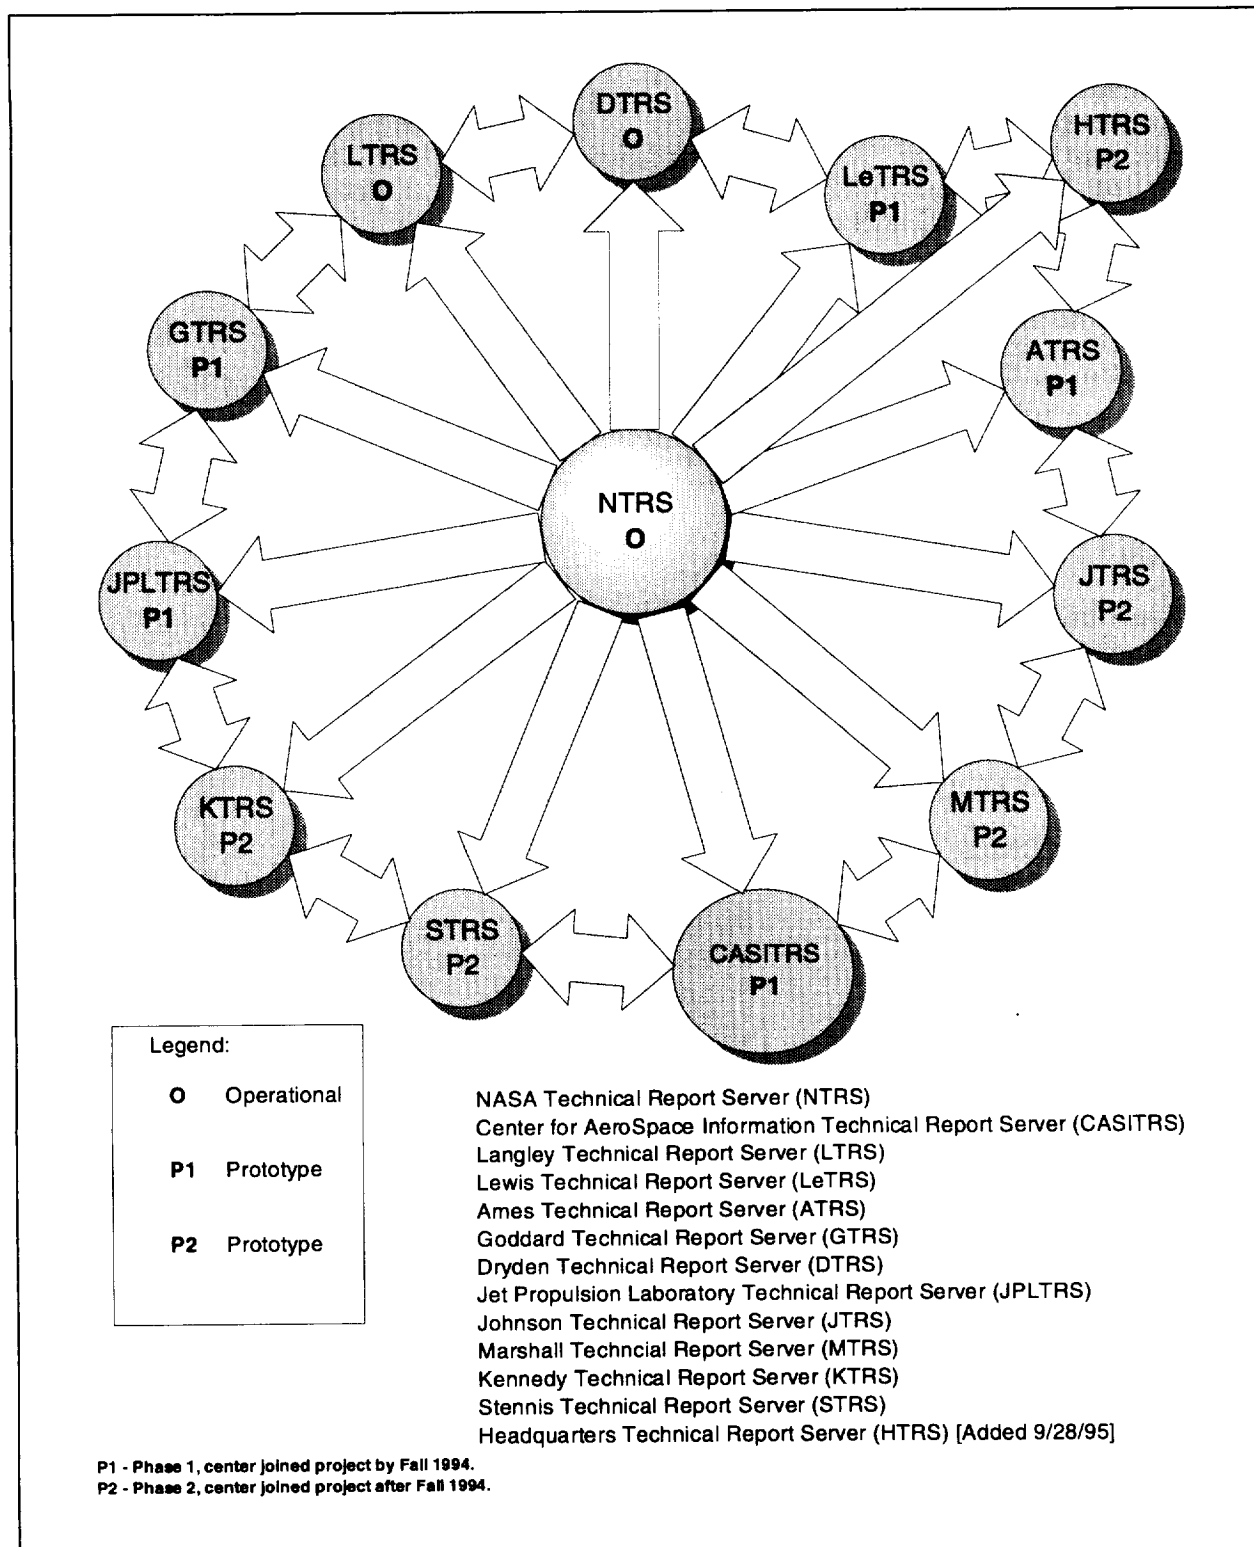 DTRS
O
HTRS
P2
LTRS
O
LeTRS
P1
GTRS
P1
ATRS
P1
NTRS
O
JPLTRS
P1
JTRS
P2
KTRS
P2
MTRS
P2
STRS
P2
CASITRS
P1
Legend:
O Operational
P1 Prototype
P2 Prototype
NASA Technical Report Server (NTRS)
Center for AeroSpace Information Technical Report Server (CASITRS)
Langley Technical Report Server (LTRS)
Lewis Technical Report Server (LeTRS)
Ames Technical Report Server (ATRS)
Goddard Technical Report Server (GTRS)
Dryden Technical Report Server (DTRS)
Jet Propulsion Laboratory Technical Report Server (JPLTRS)
Johnson Technical Report Server (JTRS)
Marshall Techncial Report Server (MTRS)
Kennedy Technical Report Server (KTRS)
Stennis Technical Report Server (STRS)
Headquarters Technical Report Server (HTRS) [Added 9/28/95]
P1 - Phase 1, center joined project by Fall 1994.
P2 - Phase 2, center joined project after Fall 1994.